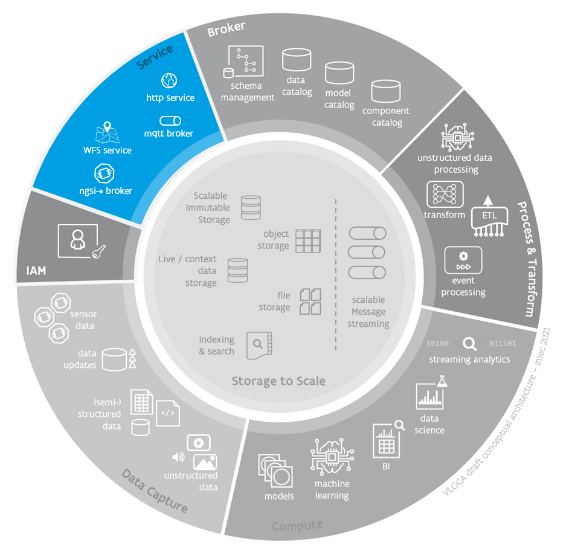 Broker
schema
management
data
catalog
model
catalog
component
catalog
Service
http service
mqtt broker
WFS service
ngsi-* broker
IAM
unstructured data
processing
transform
ETL
event
processing
Process & Transform
Scalable
Immutable
Storage
object
storage
Live / context
data
storage
file
storage
Indexing
& search
scalable
Message
streaming
Storage to Scale
sensor
data
data
updates
(semi-)
structured
data
unstructured
data
Data Capture
10100
011101
streaming analytics
data
science
BI
machine
learning
models
Compute
VLOCA draft conceptual architecture - imec 2021